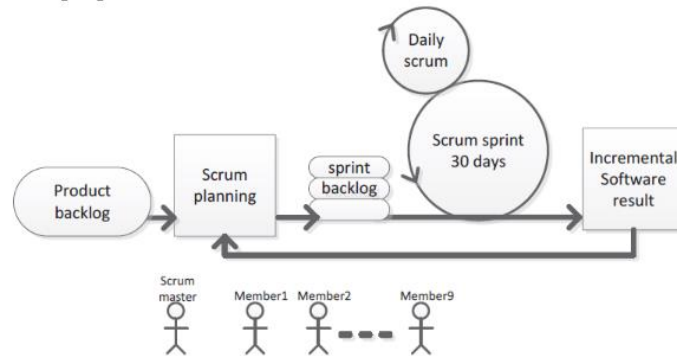 Daily
scrum
Scrum sprint
30 days
Product
backlog
Scrum
planning
sprint
backlog
Incremental
Software
result
Scrum
master
Member1
Member2
Member9